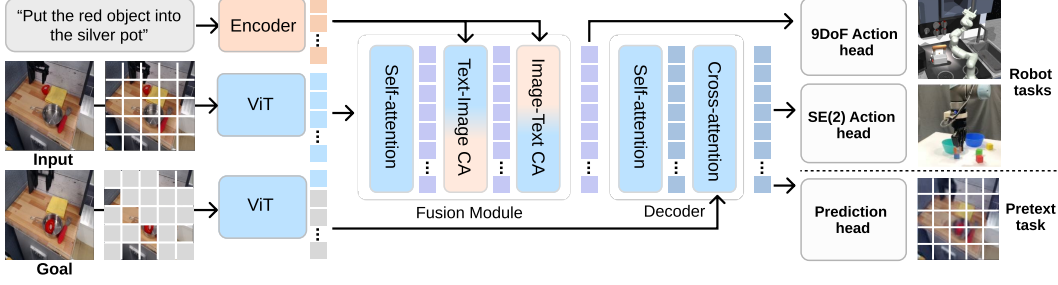 “Put the red object into
the silver pot”
Encoder
ViT
Input
ViT
Goal
Self-attention
Text-Image CA
Image-Text CA
Fusion Module
Self-attention
Cross-attention
Decoder
9DoF Action
head
SE(2) Action
head
Prediction
head
Robot
tasks
Pretext
task